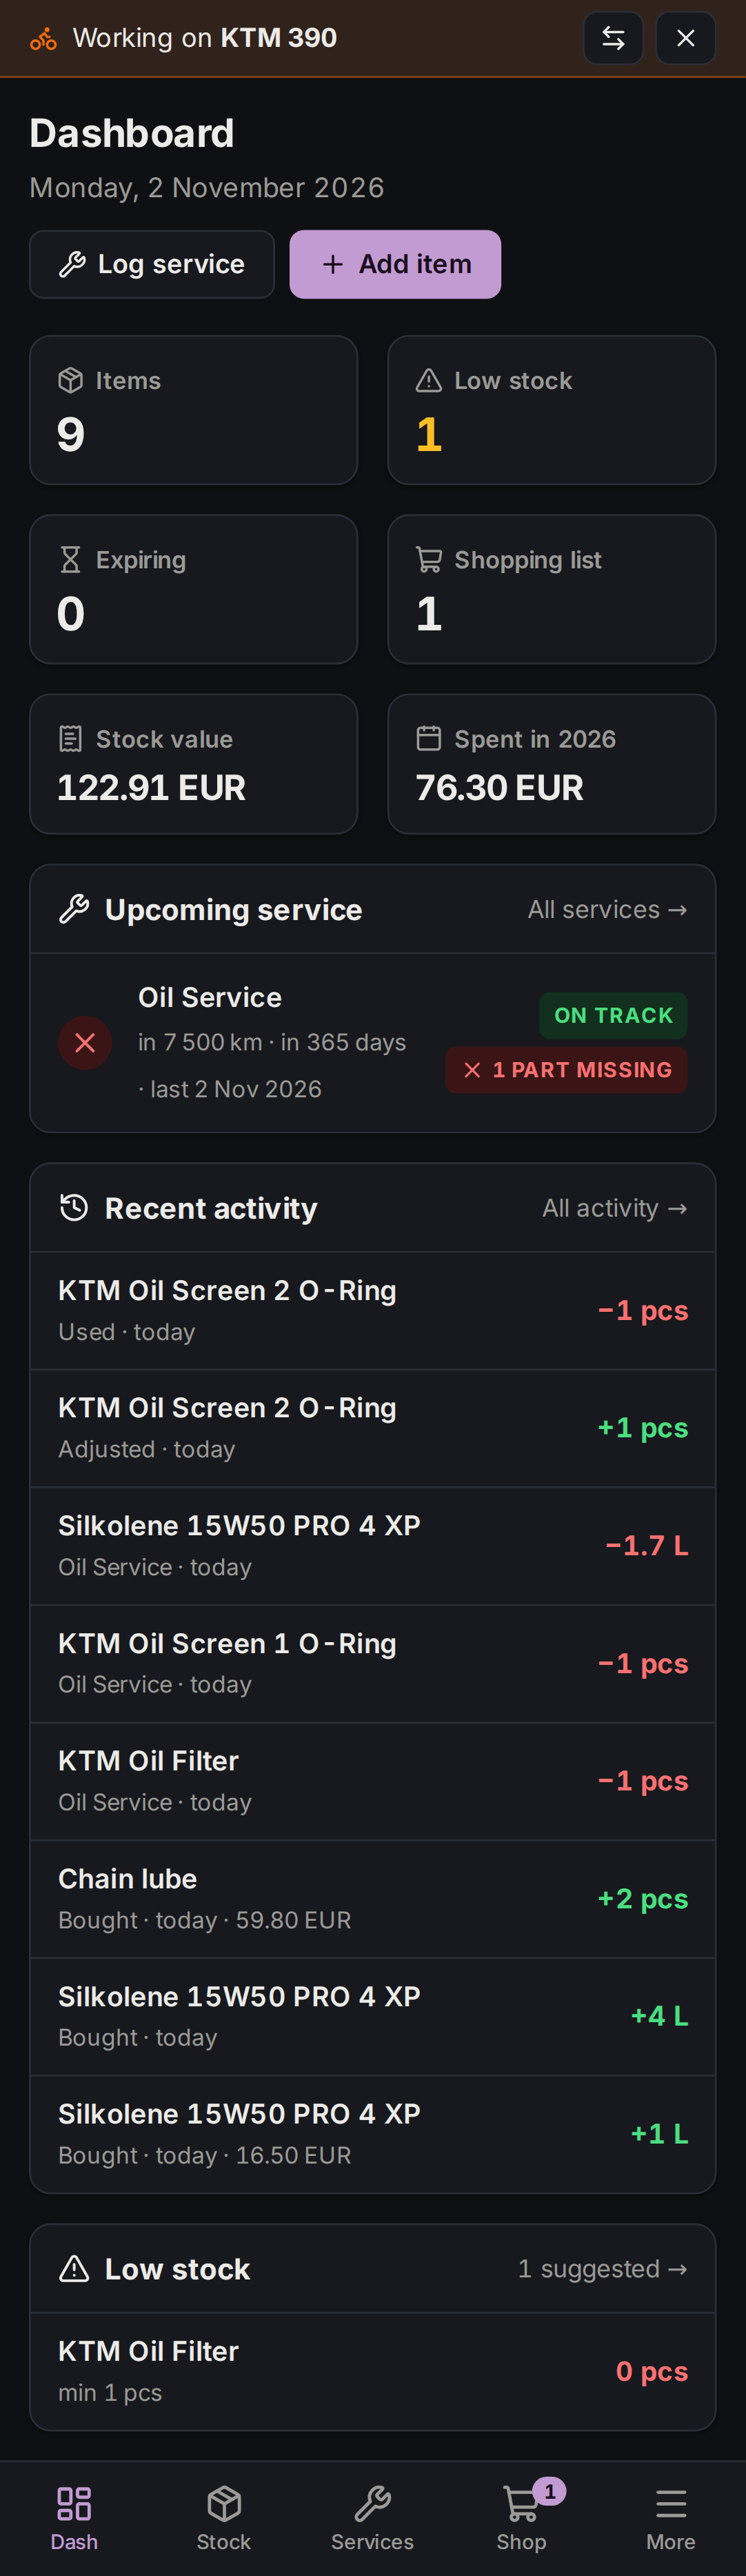 Working on KTM 390
Dashboard
Monday, 2 November 2026
Log service
+ Add item
Items
9
Low stock
1
Expiring
0
Shopping list
1
Stock value
122.91 EUR
Spent in 2026
76.30 EUR
Upcoming service
All services →
Oil Service
in 7 500 km · in 365 days
· last 2 Nov 2026
ON TRACK
1 PART MISSING
Recent activity
All activity →
KTM Oil Screen 2 O-Ring
Used · today
−1 pcs
KTM Oil Screen 2 O-Ring
Adjusted · today
+1 pcs
Silkolene 15W50 PRO 4 XP
Oil Service · today
−1.7 L
KTM Oil Screen 1 O-Ring
Oil Service · today
−1 pcs
KTM Oil Filter
Oil Service · today
−1 pcs
Chain lube
Bought · today · 59.80 EUR
+2 pcs
Silkolene 15W50 PRO 4 XP
Bought · today
+4 L
Silkolene 15W50 PRO 4 XP
Bought · today · 16.50 EUR
+1 L
Low stock
1 suggested →
KTM Oil Filter
min 1 pcs
0 pcs
Dash
Stock
Services
1
Shop
More